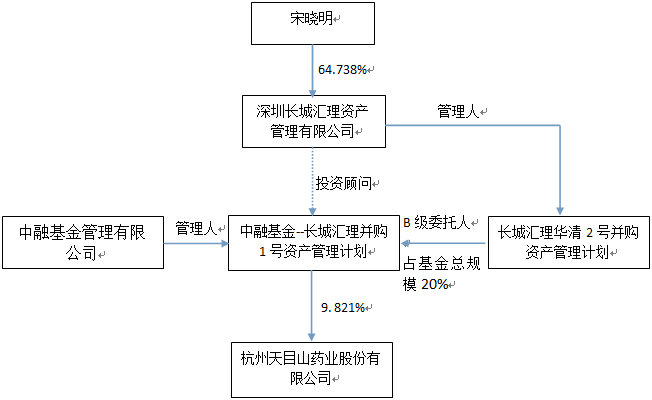 宋晓明
64.738%
深圳长城汇理资产
管理有限公司
管理人
投资顾问
中融基金管理有限
公司
管理人
中融基金--长城汇理并购
1号资产管理计划
B 级委托人
占基金总规
模 20%
长城汇理华清 2 号并购
资产管理计划
9.821%
杭州天目山药业股份有
限公司